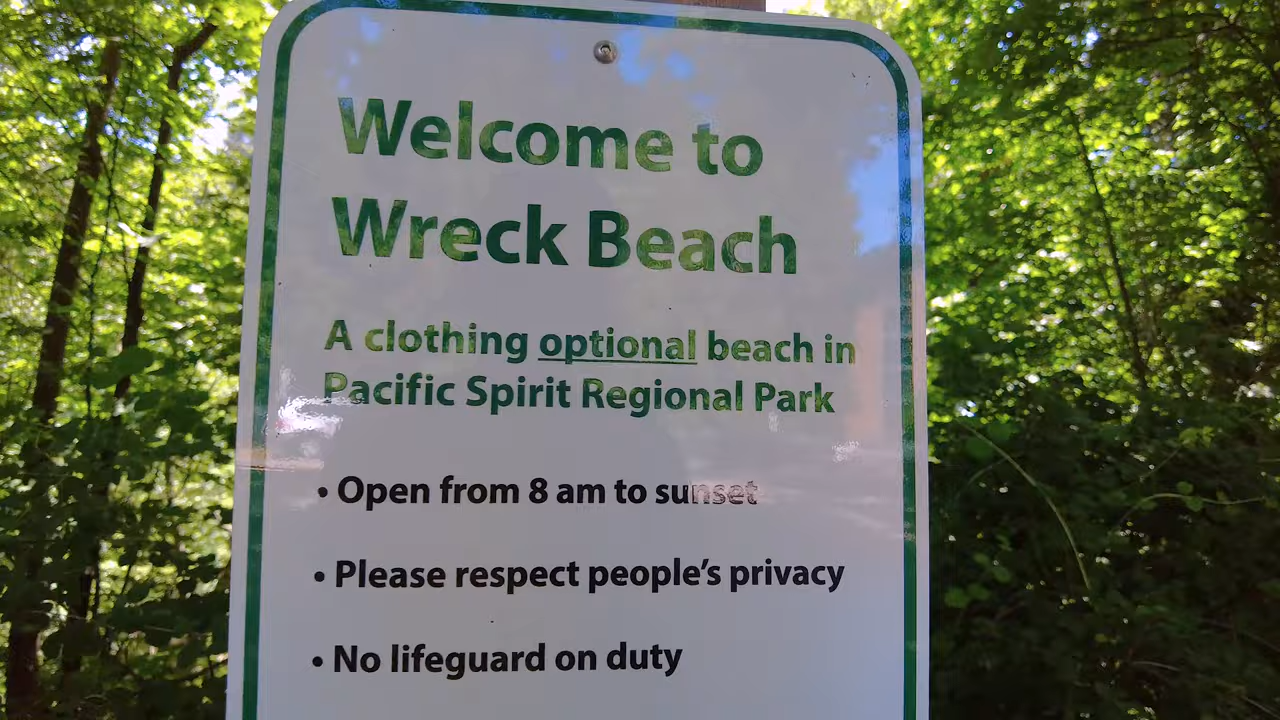 Welcome to
Wreck Beach
A clothing optional beach in
Pacific Spirit Regional Park
• Open from 8 am to sunset
• Please respect people's privacy
• No lifeguard on duty